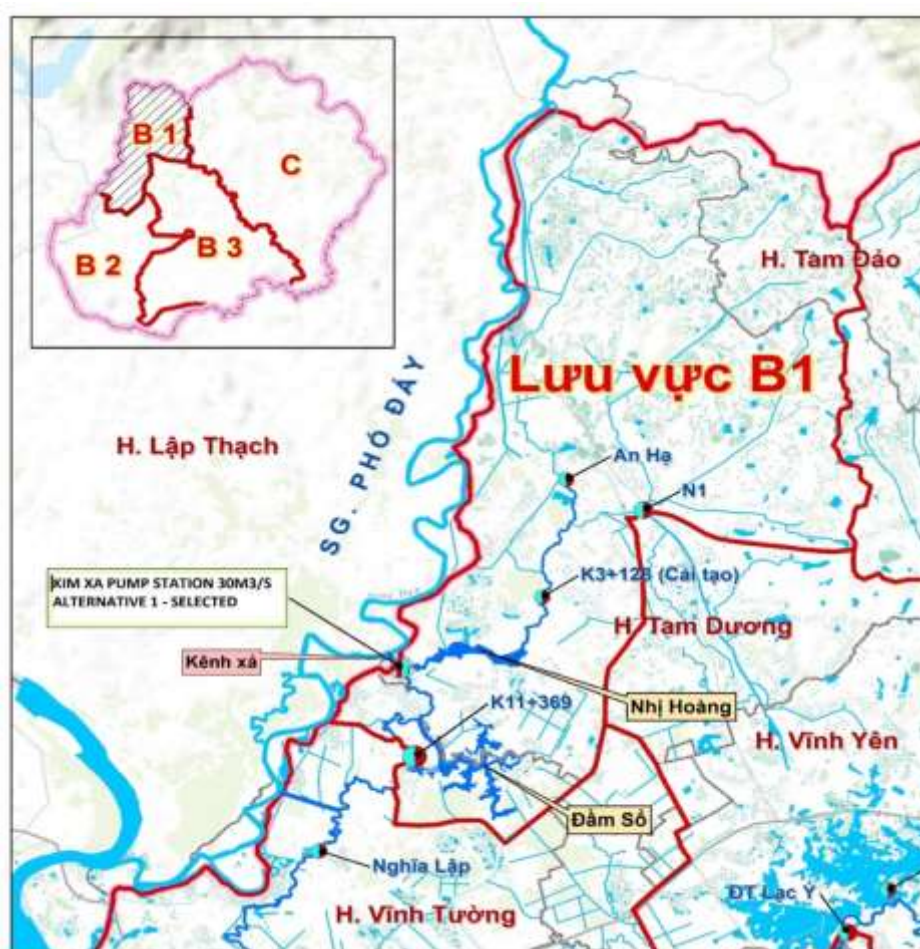 B 1
C
B 2
B 3
H. Tam Đảo
Lưu vực B1
SG. PHÓ ĐÁY
H. Lập Thạch
An Hạ
N1
KIM XA PUMP STATION 30M3/S
ALTERNATIVE 1 - SELECTED
K3+128 (Cải tạo)
H. Tam Dương
Kênh xả
Nhị Hoàng
K11+369
H. Vĩnh Yên
Đầm Sổ
Nghĩa Lập
ĐT Lạc Ý
H. Vĩnh Tường